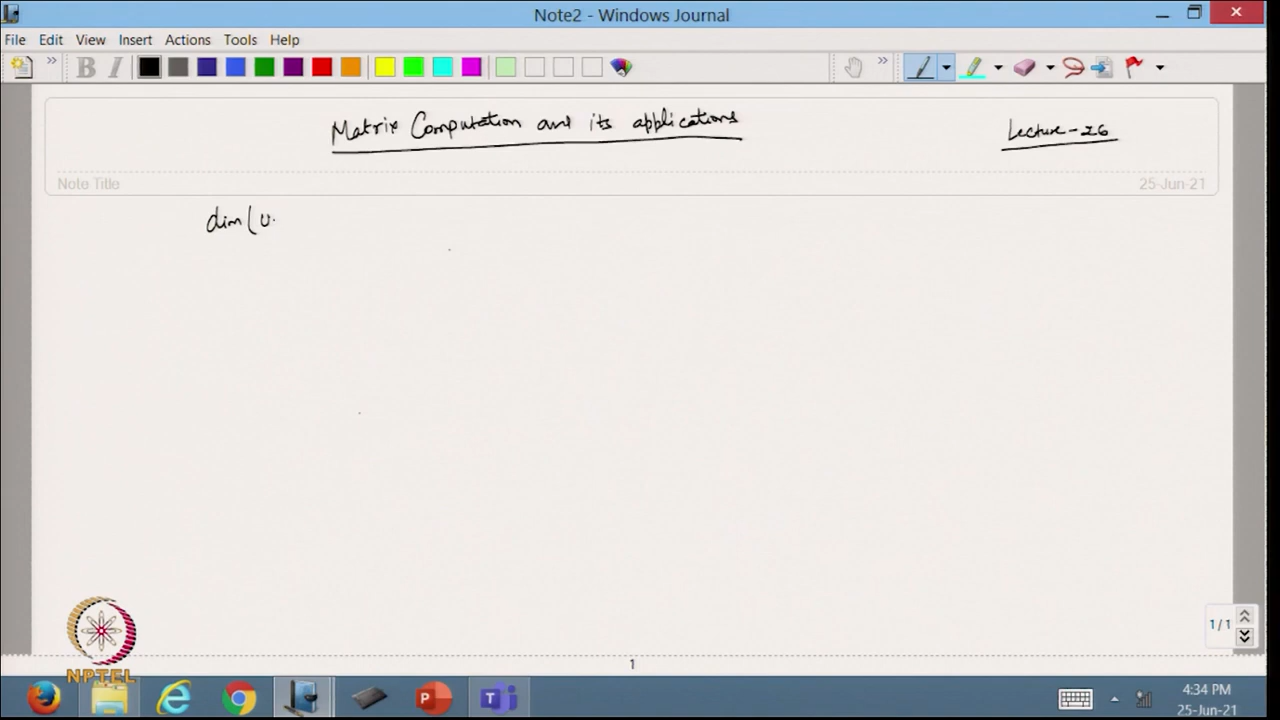 Note2 - Windows Journal
File Edit View Insert Actions Tools Help
B I
Matrix Computation and its applications
Lecture-26
Note Title
25-Jun-21
dim(U
1 / 1
NPTEL
1
4:34 PM
25-Jun-21